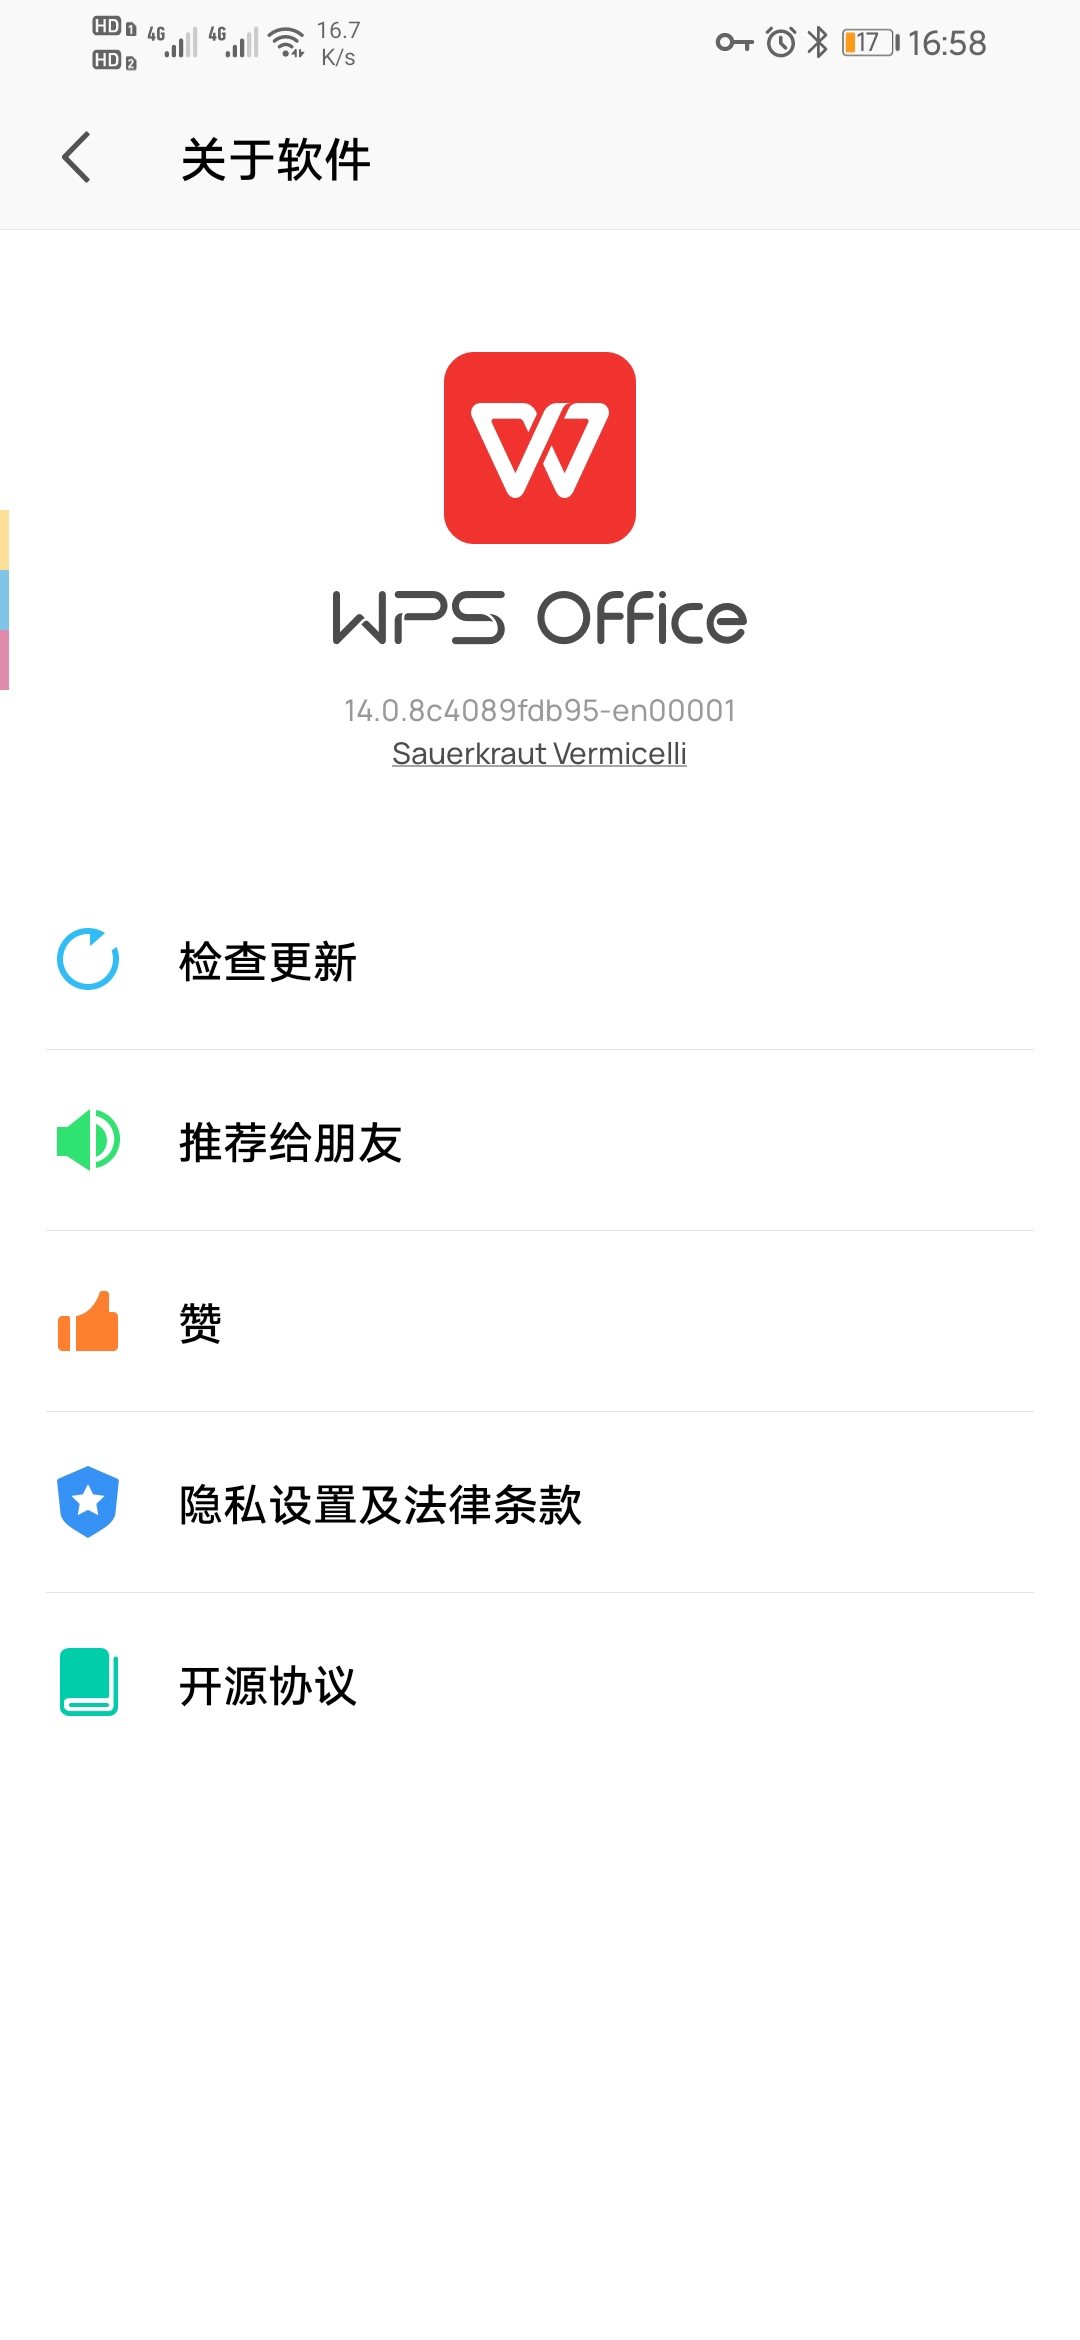 HD 1 4G 4G 16.7 17 16:58
HD 2 K/s
关于软件
WPS Office
14.0.8c4089fdb95-en00001
Sauerkraut Vermicelli
检查更新
推荐给朋友
赞
隐私设置及法律条款
开源协议